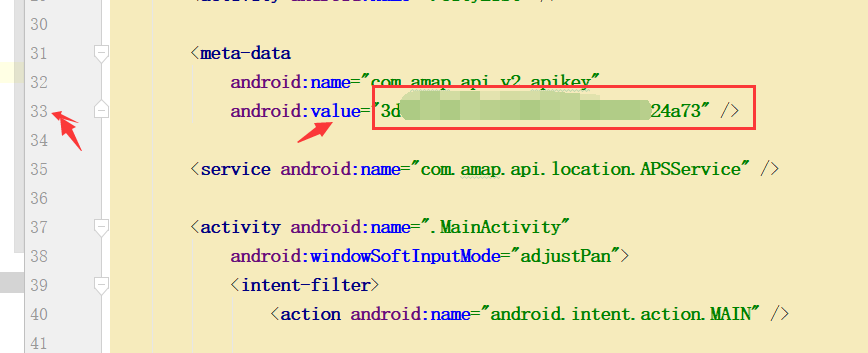 30
31 <meta-data
32 android:name="com.amap.api.v2.apikey"
33 android:value="3d 24a73" />
34
35 <service android:name="com.amap.api.location.APSService" />
36
37 <activity android:name=".MainActivity"
38 android:windowSoftInputMode="adjustPan">
39 <intent-filter>
40 <action android:name="android.intent.action.MAIN" />
41